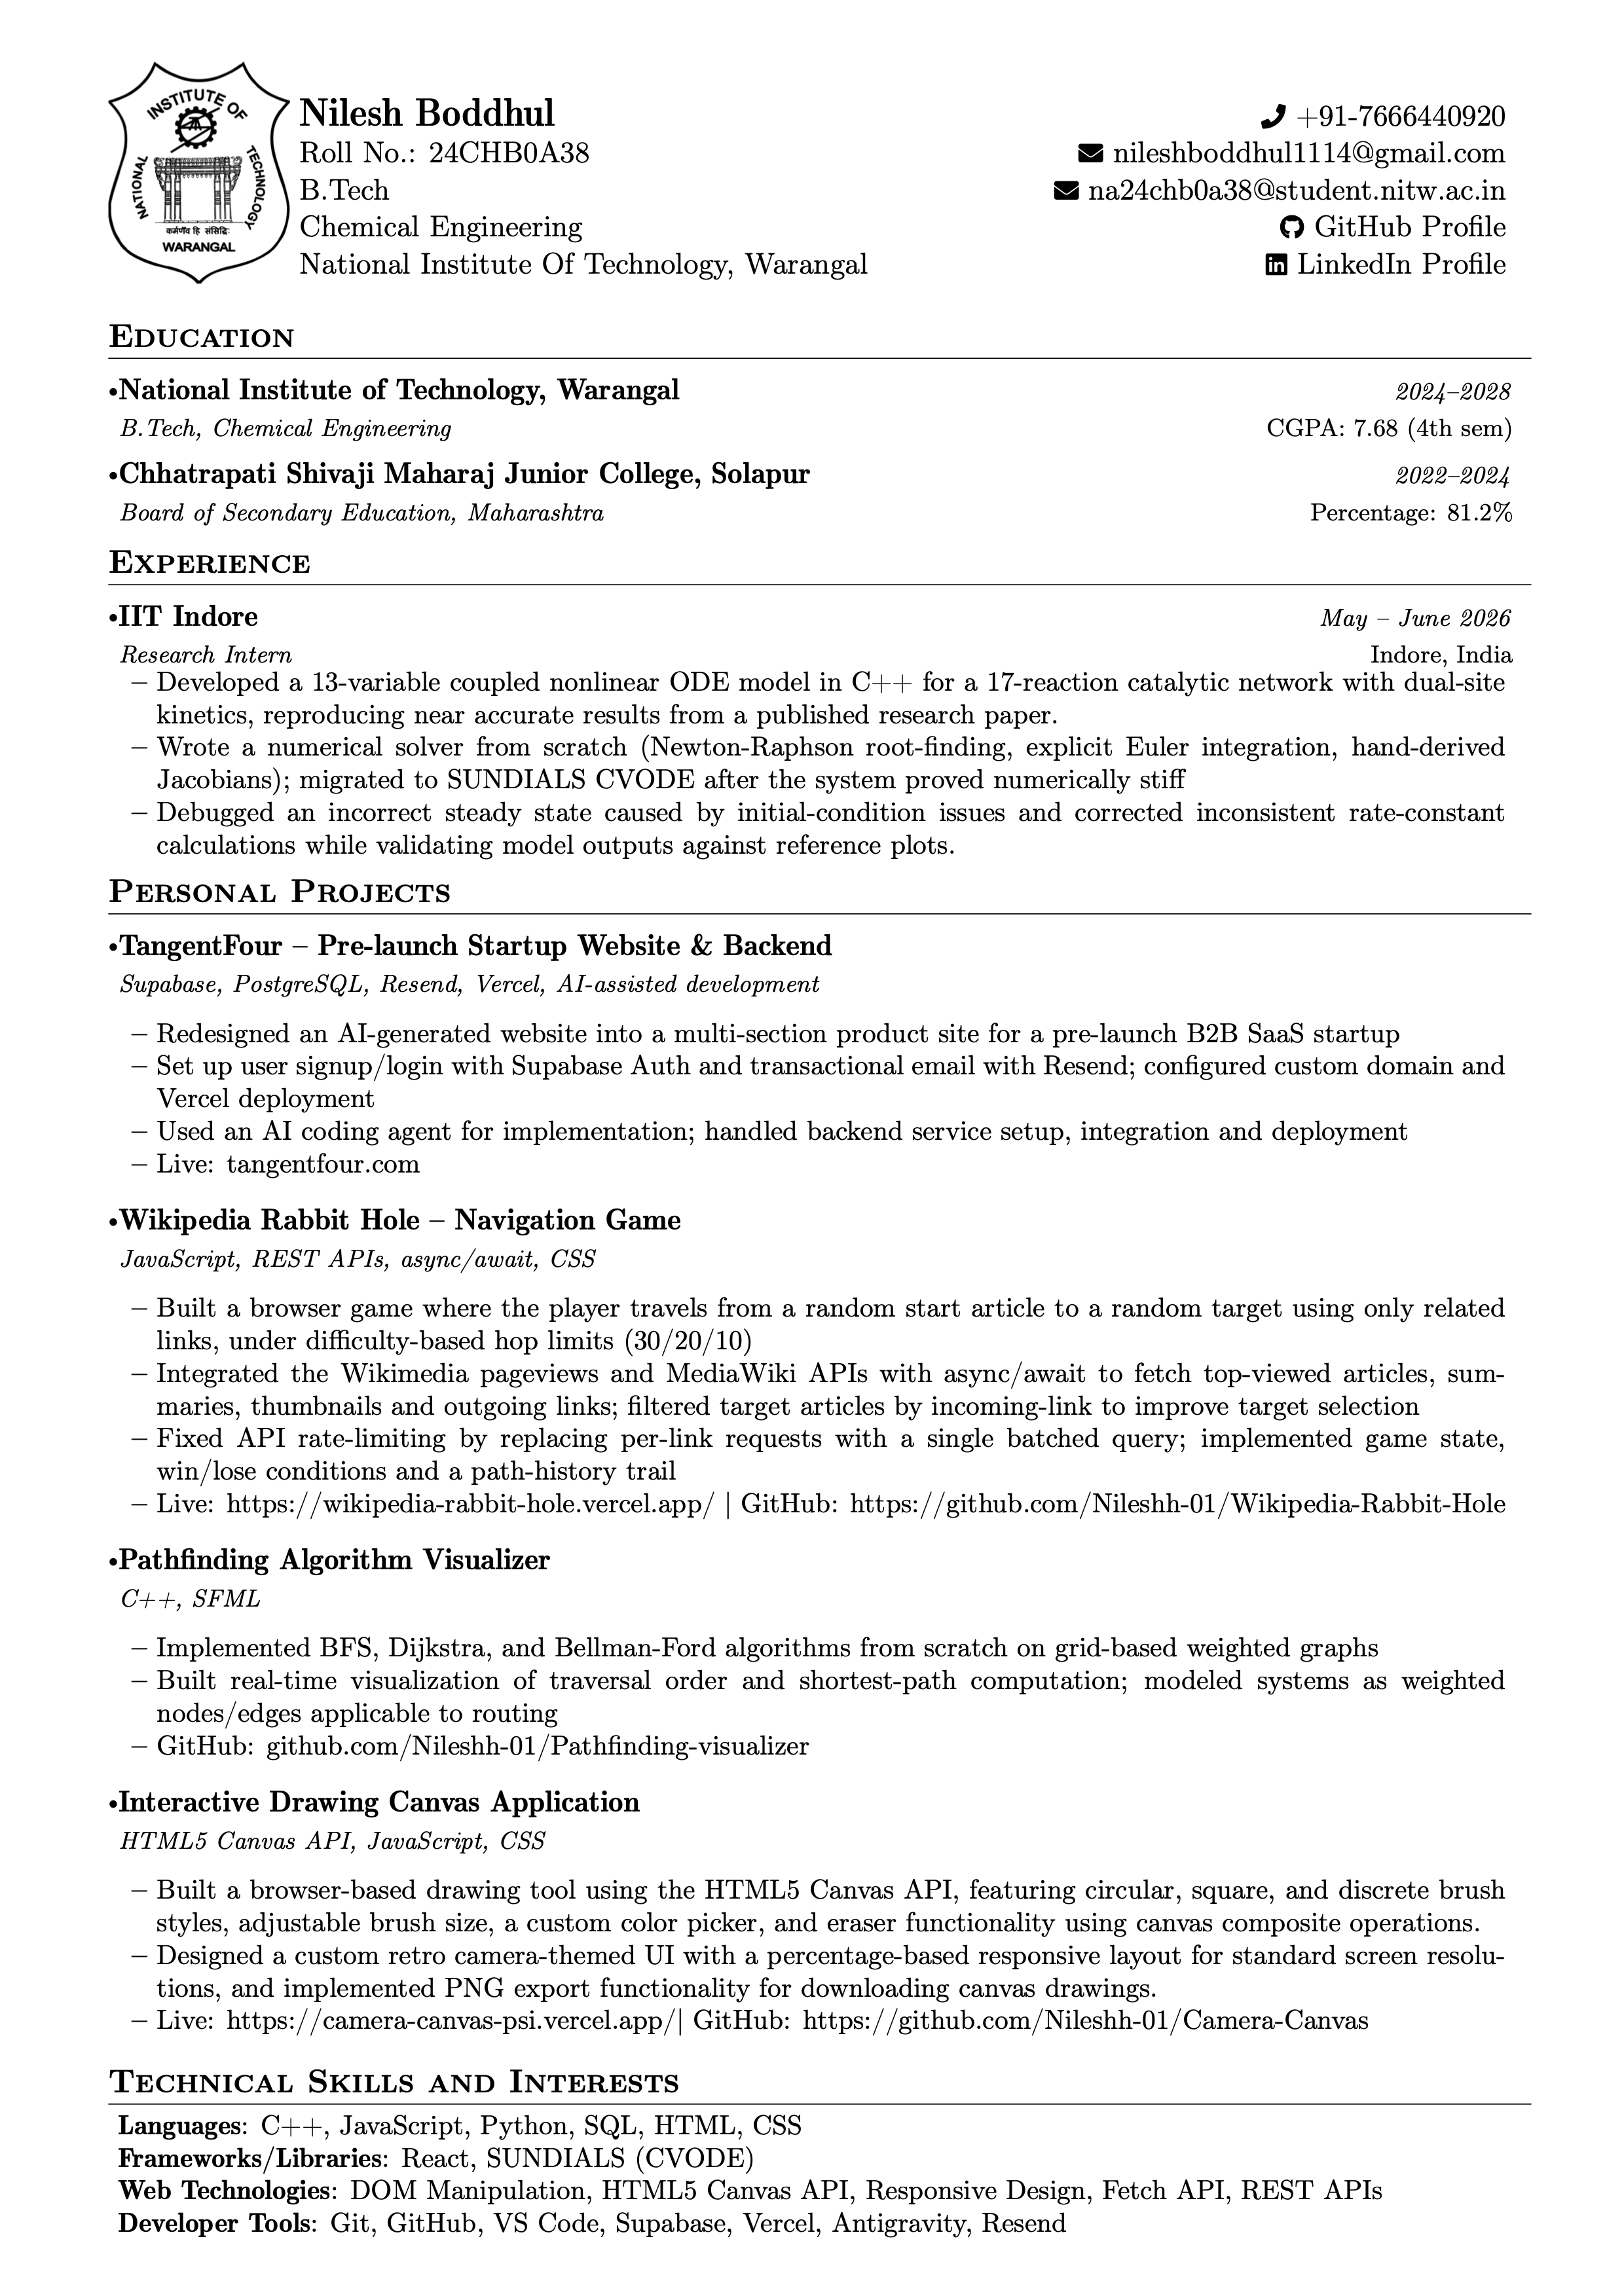 INSTITUTE OF
NATIONAL
TECHNOLOGY
कर्मण्येव हि संसिद्धिः
WARANGAL
Nilesh Boddhul
Roll No.: 24CHB0A38
B.Tech
Chemical Engineering
National Institute Of Technology, Warangal
+91-7666440920
nileshboddhul1114@gmail.com
na24chb0a38@student.nitw.ac.in
GitHub Profile
LinkedIn Profile
EDUCATION
•National Institute of Technology, Warangal 2024–2028
B.Tech, Chemical Engineering CGPA: 7.68 (4th sem)
•Chhatrapati Shivaji Maharaj Junior College, Solapur 2022–2024
Board of Secondary Education, Maharashtra Percentage: 81.2%
EXPERIENCE
•IIT Indore May – June 2026
Research Intern Indore, India
– Developed a 13-variable coupled nonlinear ODE model in C++ for a 17-reaction catalytic network with dual-site
kinetics, reproducing near accurate results from a published research paper.
– Wrote a numerical solver from scratch (Newton-Raphson root-finding, explicit Euler integration, hand-derived
Jacobians); migrated to SUNDIALS CVODE after the system proved numerically stiff
– Debugged an incorrect steady state caused by initial-condition issues and corrected inconsistent rate-constant
calculations while validating model outputs against reference plots.
PERSONAL PROJECTS
•TangentFour – Pre-launch Startup Website & Backend
Supabase, PostgreSQL, Resend, Vercel, AI-assisted development
– Redesigned an AI-generated website into a multi-section product site for a pre-launch B2B SaaS startup
– Set up user signup/login with Supabase Auth and transactional email with Resend; configured custom domain and
Vercel deployment
– Used an AI coding agent for implementation; handled backend service setup, integration and deployment
– Live: tangentfour.com
•Wikipedia Rabbit Hole – Navigation Game
JavaScript, REST APIs, async/await, CSS
– Built a browser game where the player travels from a random start article to a random target using only related
links, under difficulty-based hop limits (30/20/10)
– Integrated the Wikimedia pageviews and MediaWiki APIs with async/await to fetch top-viewed articles, sum-
maries, thumbnails and outgoing links; filtered target articles by incoming-link to improve target selection
– Fixed API rate-limiting by replacing per-link requests with a single batched query; implemented game state,
win/lose conditions and a path-history trail
– Live: https://wikipedia-rabbit-hole.vercel.app/ | GitHub: https://github.com/Nileshh-01/Wikipedia-Rabbit-Hole
•Pathfinding Algorithm Visualizer
C++, SFML
– Implemented BFS, Dijkstra, and Bellman-Ford algorithms from scratch on grid-based weighted graphs
– Built real-time visualization of traversal order and shortest-path computation; modeled systems as weighted
nodes/edges applicable to routing
– GitHub: github.com/Nileshh-01/Pathfinding-visualizer
•Interactive Drawing Canvas Application
HTML5 Canvas API, JavaScript, CSS
– Built a browser-based drawing tool using the HTML5 Canvas API, featuring circular, square, and discrete brush
styles, adjustable brush size, a custom color picker, and eraser functionality using canvas composite operations.
– Designed a custom retro camera-themed UI with a percentage-based responsive layout for standard screen resolu-
tions, and implemented PNG export functionality for downloading canvas drawings.
– Live: https://camera-canvas-psi.vercel.app/| GitHub: https://github.com/Nileshh-01/Camera-Canvas
TECHNICAL SKILLS AND INTERESTS
Languages: C++, JavaScript, Python, SQL, HTML, CSS
Frameworks/Libraries: React, SUNDIALS (CVODE)
Web Technologies: DOM Manipulation, HTML5 Canvas API, Responsive Design, Fetch API, REST APIs
Developer Tools: Git, GitHub, VS Code, Supabase, Vercel, Antigravity, Resend